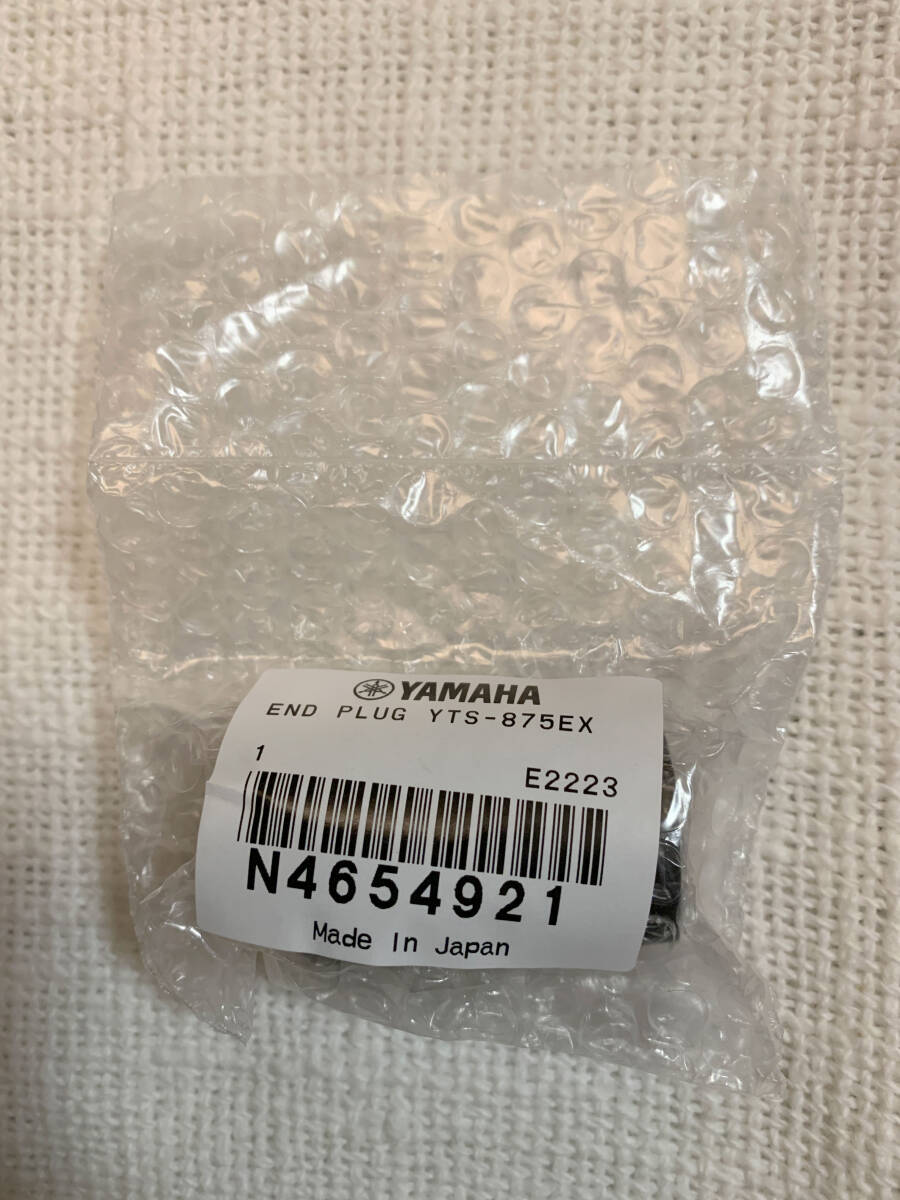 YAMAHA
END PLUG YTS-875EX
1
E2223
N4654921
Made In Japan